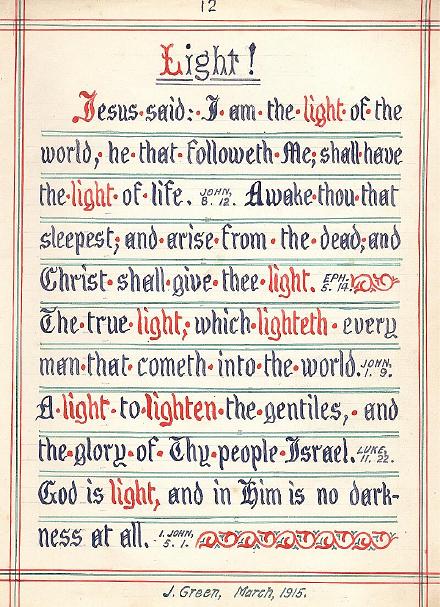 12
Light!
Jesus said: I am the light of the
world, he that followeth Me, shall have
the light of life. JOHN, 8. 12. Awake thou that
sleepest, and arise from the dead, and
Christ shall give thee light. EPH. 5. 14.
The true light, which lighteth every
man that cometh into the world. JOHN, 1. 9.
A light to lighten the gentiles, and
the glory of Thy people Israel. LUKE, 11. 22.
God is light, and in Him is no dark-
ness at all. 1. JOHN, 5. 1.
J. Green, March, 1915.